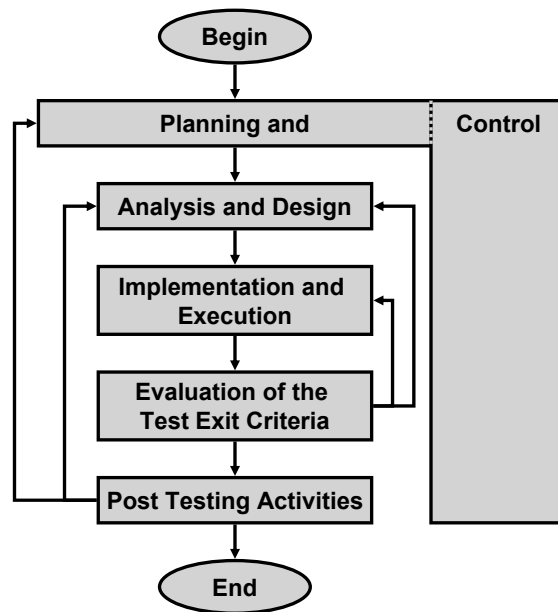 Begin
Planning and
Control
Analysis and Design
Implementation and
Execution
Evaluation of the
Test Exit Criteria
Post Testing Activities
End